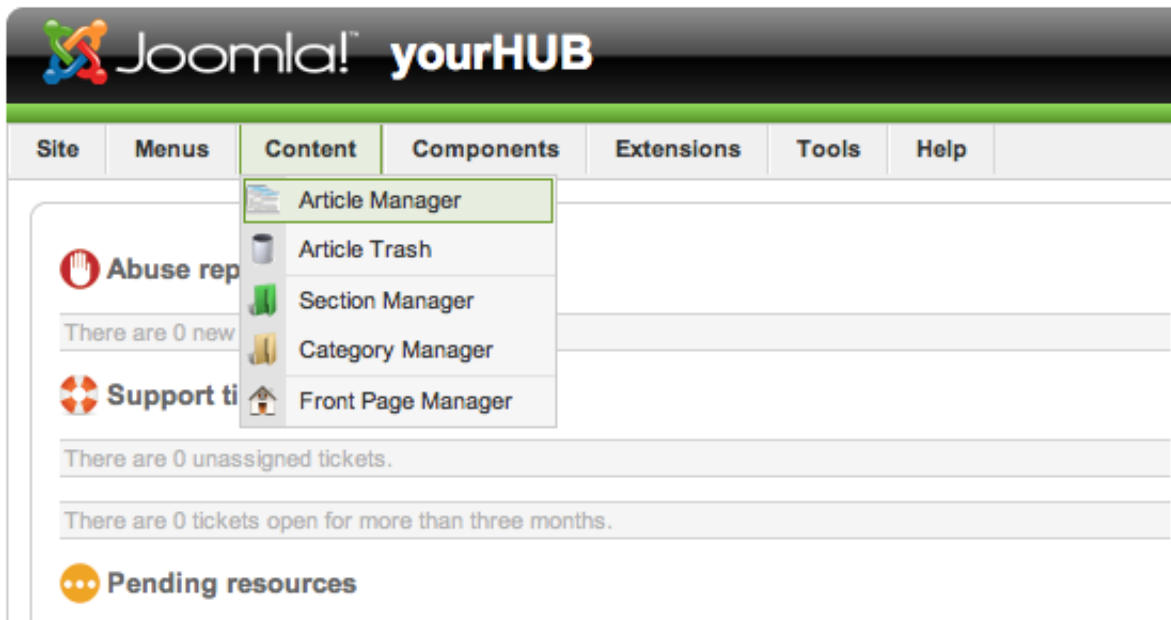 Joomla!™ yourHUB
Site Menus Content Components Extensions Tools Help
Article Manager
Article Trash
Section Manager
Category Manager
Front Page Manager
Abuse rep
There are 0 new
Support ti
There are 0 unassigned tickets.
There are 0 tickets open for more than three months.
Pending resources